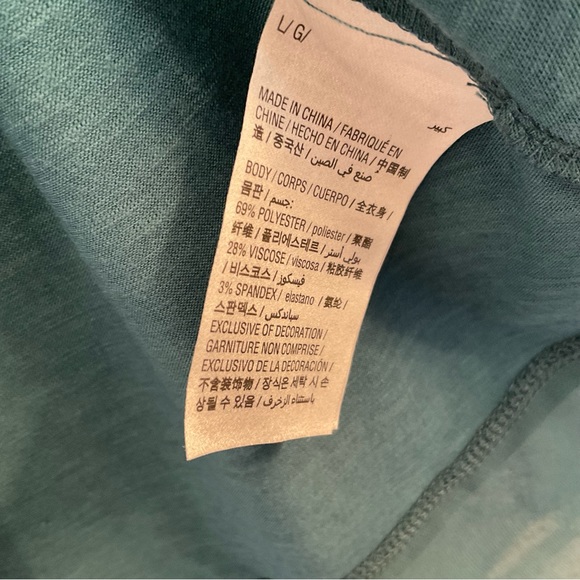 L/ G/
كبير
MADE IN CHINA / FABRIQUÉ EN
CHINE / HECHO EN CHINA / 中国制
造 / 중국산 / صنع في الصين
BODY / CORPS / CUERPO / 全衣身 /
몸판 / جسم:
69% POLYESTER / poliester / 聚酯
纤维 / 폴리에스테르 / بولي أستر
28% VISCOSE / viscosa / 粘胶纤维
/ 비스코스 / فيسكوز
3% SPANDEX / elastano / 氨纶 /
스판덱스 / سباندكس
EXCLUSIVE OF DECORATION /
GARNITURE NON COMPRISE /
EXCLUSIVO DE LA DECORACIÓN /
不含装饰物 / 장식은 세탁 시 손
상될 수 있음 / باستثناء الزخرف